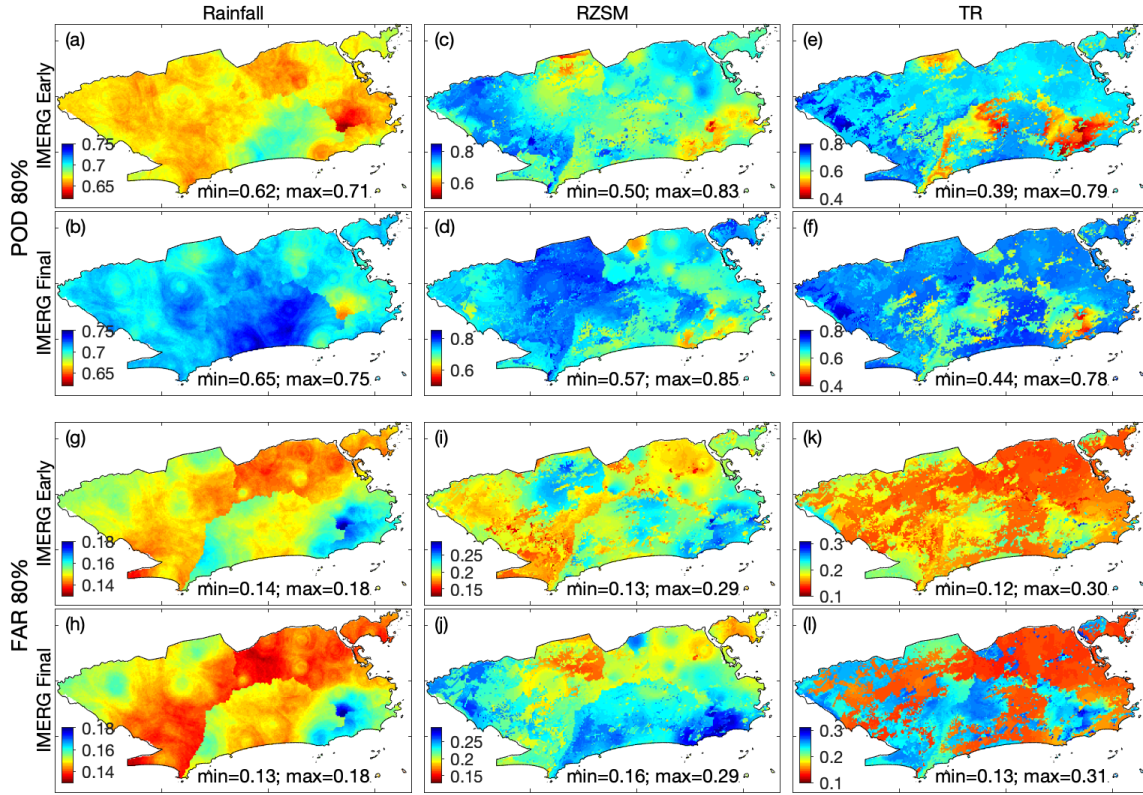 Rainfall RZSM TR
POD 80%
IMERG Early
(a) (c) (e)
0.75 0.7 0.65
min=0.62; max=0.71
0.8 0.6
min=0.50; max=0.83
0.8 0.6 0.4
min=0.39; max=0.79
IMERG Final
(b) (d) (f)
0.75 0.7 0.65
min=0.65; max=0.75
0.8 0.6
min=0.57; max=0.85
0.8 0.6 0.4
min=0.44; max=0.78
FAR 80%
IMERG Early
(g) (i) (k)
0.18 0.16 0.14
min=0.14; max=0.18
0.25 0.2 0.15
min=0.13; max=0.29
0.3 0.2 0.1
min=0.12; max=0.30
IMERG Final
(h) (j) (l)
0.18 0.16 0.14
min=0.13; max=0.18
0.25 0.2 0.15
min=0.16; max=0.29
0.3 0.2 0.1
min=0.13; max=0.31